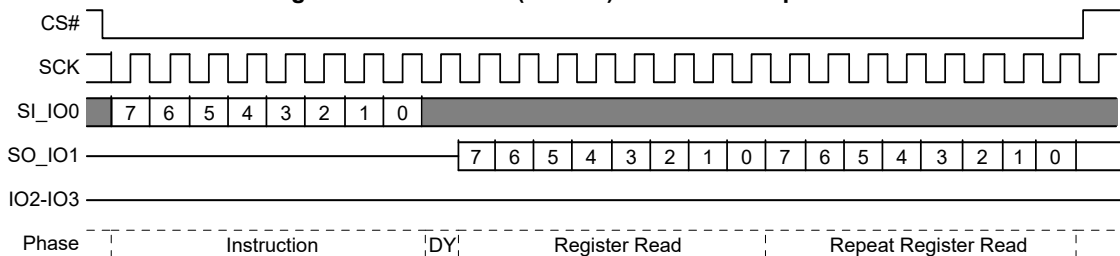 CS#
SCK
SI_IO0 7 6 5 4 3 2 1 0
SO_IO1 7 6 5 4 3 2 1 0 7 6 5 4 3 2 1 0
IO2-IO3
Phase Instruction DY Register Read Repeat Register Read